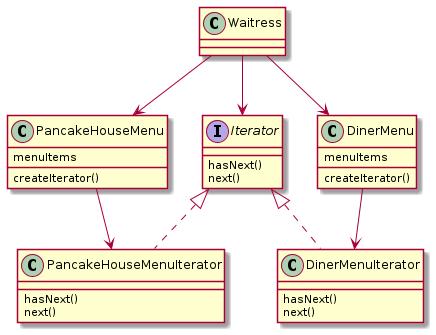 C Waitress
C PancakeHouseMenu
menuItems
createIterator()
I Iterator
hasNext()
next()
C DinerMenu
menuItems
createIterator()
C PancakeHouseMenuIterator
hasNext()
next()
C DinerMenuIterator
hasNext()
next()